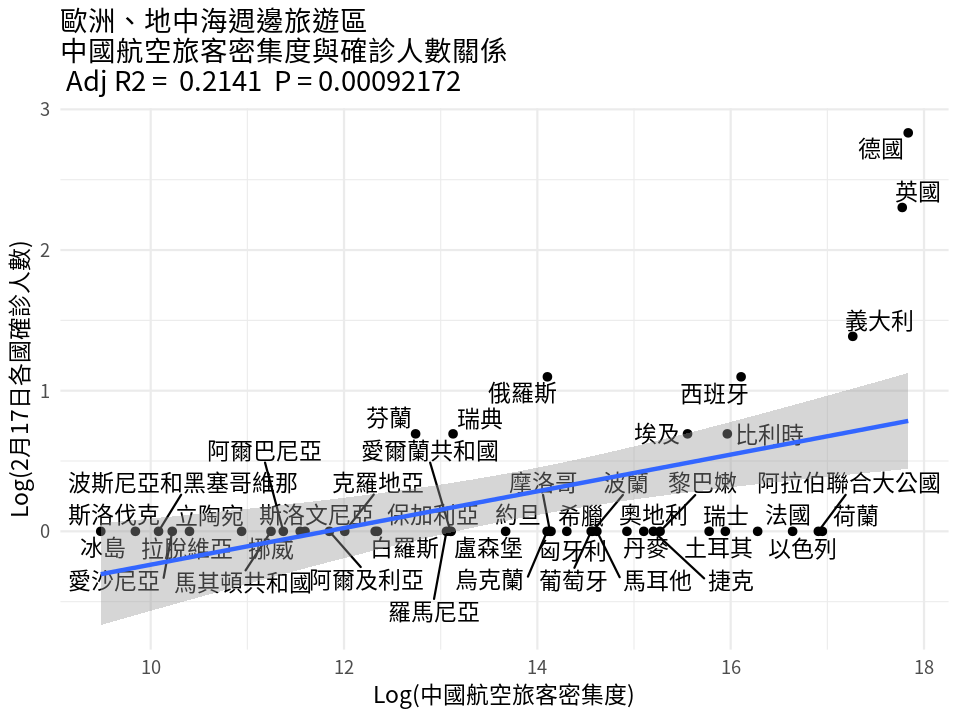 歐洲、地中海週邊旅遊區
中國航空旅客密集度與確診人數關係
Adj R2 = 0.2141 P = 0.00092172
3
德國
英國
2
Log(2月17日各國確診人數)
義大利
1
俄羅斯
西班牙
芬蘭
瑞典
埃及
比利時
阿爾巴尼亞
愛爾蘭共和國
波斯尼亞和黑塞哥維那
克羅地亞
摩洛哥
波蘭
黎巴嫩
阿拉伯聯合大公國
斯洛伐克
立陶宛
斯洛文尼亞
保加利亞
約旦
希臘
奧地利
瑞士
法國
荷蘭
0
冰島
拉脫維亞
挪威
白羅斯
盧森堡
匈牙利
丹麥
土耳其
以色列
愛沙尼亞
馬其頓共和國
阿爾及利亞
烏克蘭
葡萄牙
馬耳他
捷克
羅馬尼亞
10 12 14 16 18
Log(中國航空旅客密集度)